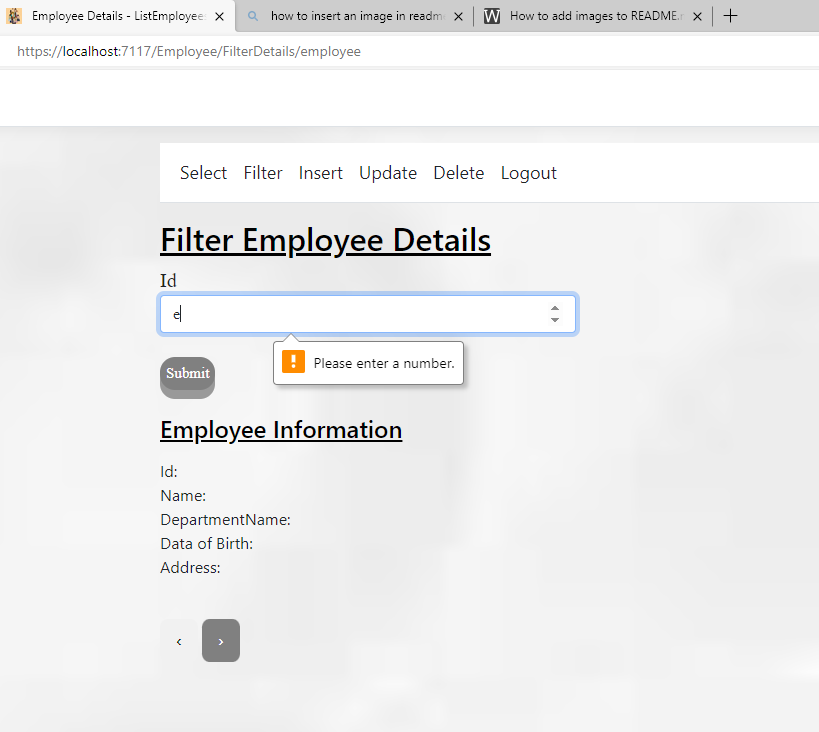 Employee Details - ListEmployee
how to insert an image in readm
How to add images to README.
https://localhost:7117/Employee/FilterDetails/employee
Select Filter Insert Update Delete Logout
Filter Employee Details
Id
e
Please enter a number.
Submit
Employee Information
Id:
Name:
DepartmentName:
Data of Birth:
Address: